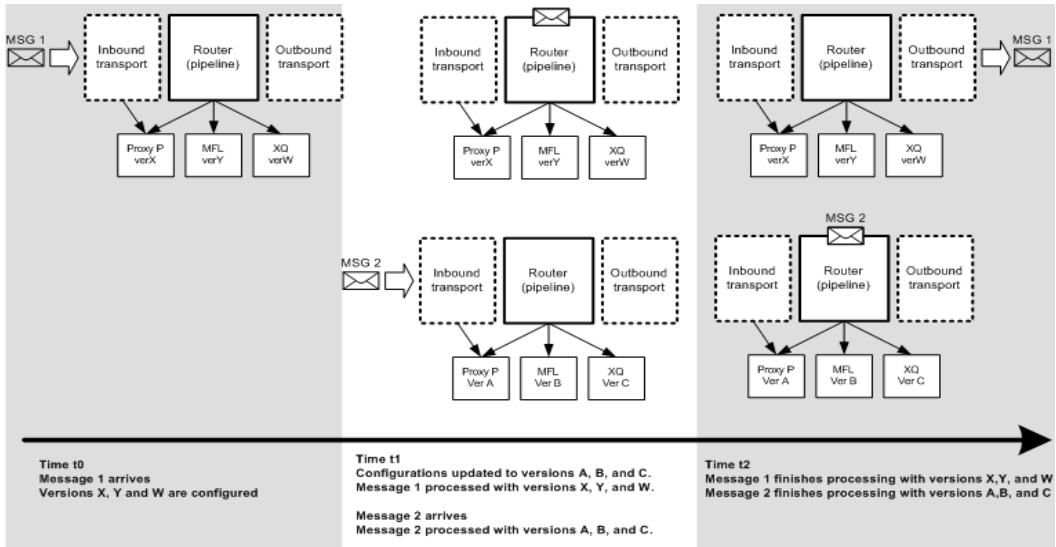 MSG 1
Inbound
transport
Router
(pipeline)
Outbound
transport
Proxy P
verX
MFL
verY
XQ
verW
Inbound
transport
Router
(pipeline)
Outbound
transport
Proxy P
verX
MFL
verY
XQ
verW
MSG 2
Inbound
transport
Router
(pipeline)
Outbound
transport
Proxy P
Ver A
MFL
Ver B
XQ
Ver C
Inbound
transport
Router
(pipeline)
Outbound
transport
MSG 1
Proxy P
verX
MFL
verY
XQ
verW
MSG 2
Inbound
transport
Router
(pipeline)
Outbound
transport
Proxy P
Ver A
MFL
Ver B
XQ
Ver C
Time t0
Message 1 arrives
Versions X, Y and W are configured
Time t1
Configurations updated to versions A, B, and C.
Message 1 processed with versions X, Y, and W.
Message 2 arrives
Message 2 processed with versions A, B, and C.
Time t2
Message 1 finishes processing with versions X,Y, and W
Message 2 finishes processing with versions A,B, and C